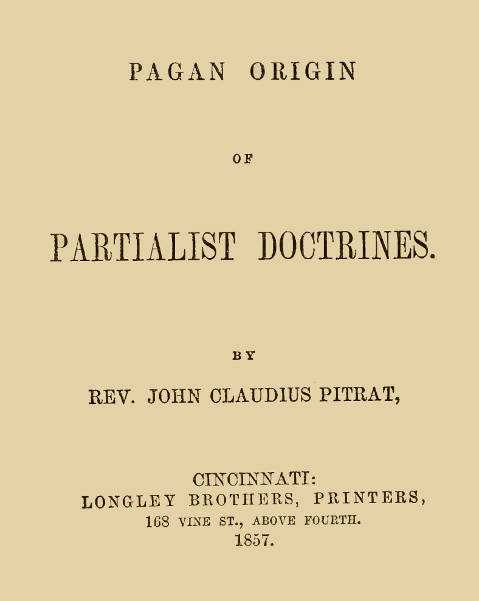 PAGAN ORIGIN
OF
PARTIALIST DOCTRINES.
BY
REV. JOHN CLAUDIUS PITRAT,
CINCINNATI:
LONGLEY BROTHERS, PRINTERS,
168 VINE ST., ABOVE FOURTH.
1857.